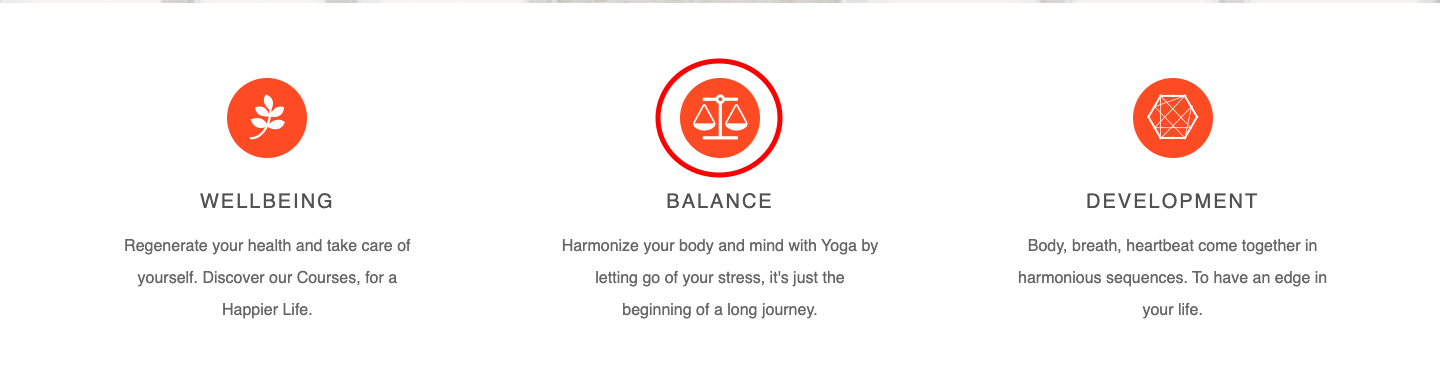 WELLBEING
Regenerate your health and take care of
yourself. Discover our Courses, for a
Happier Life.
BALANCE
Harmonize your body and mind with Yoga by
letting go of your stress, it's just the
beginning of a long journey.
DEVELOPMENT
Body, breath, heartbeat come together in
harmonious sequences. To have an edge in
your life.